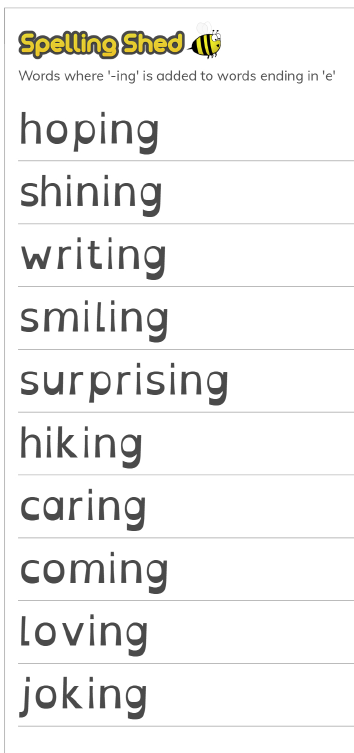 Spelling Shed
Words where '-ing' is added to words ending in 'e'
hoping
shining
writing
smiling
surprising
hiking
caring
coming
loving
joking